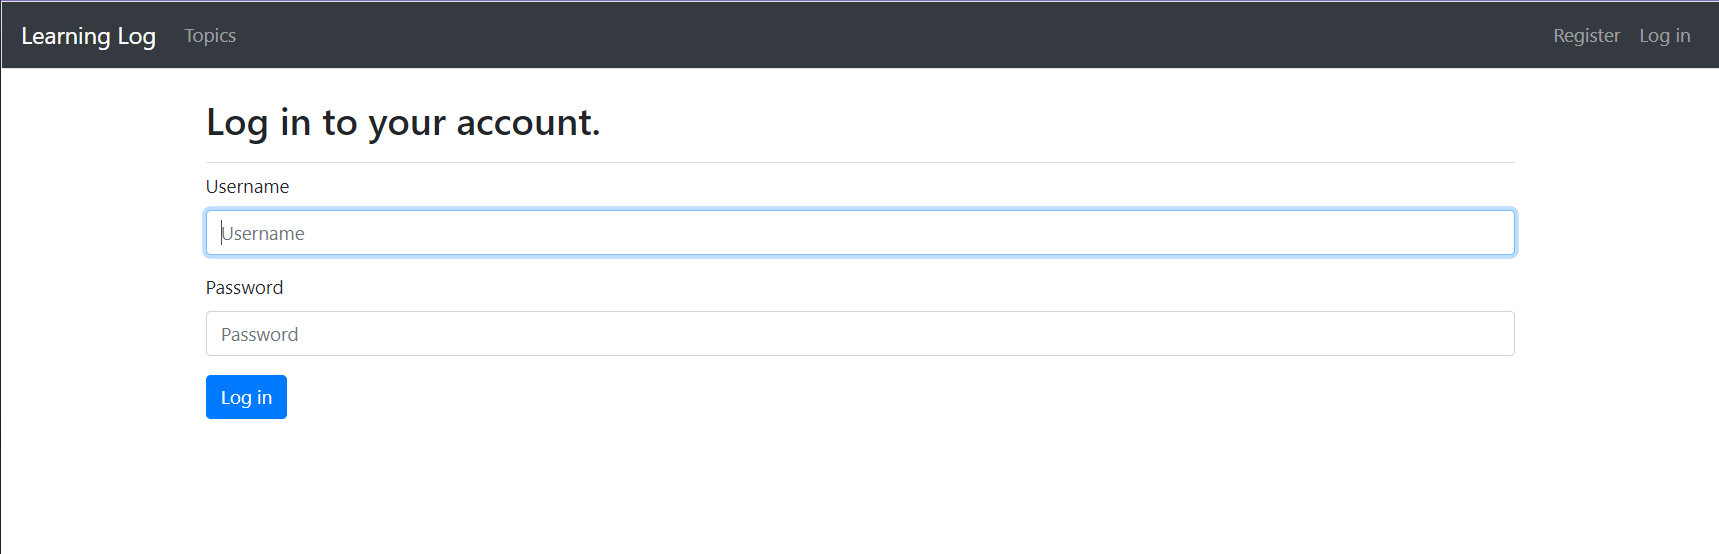 Learning Log Topics Register Log in
Log in to your account.
Username
Username
Password
Password
Log in